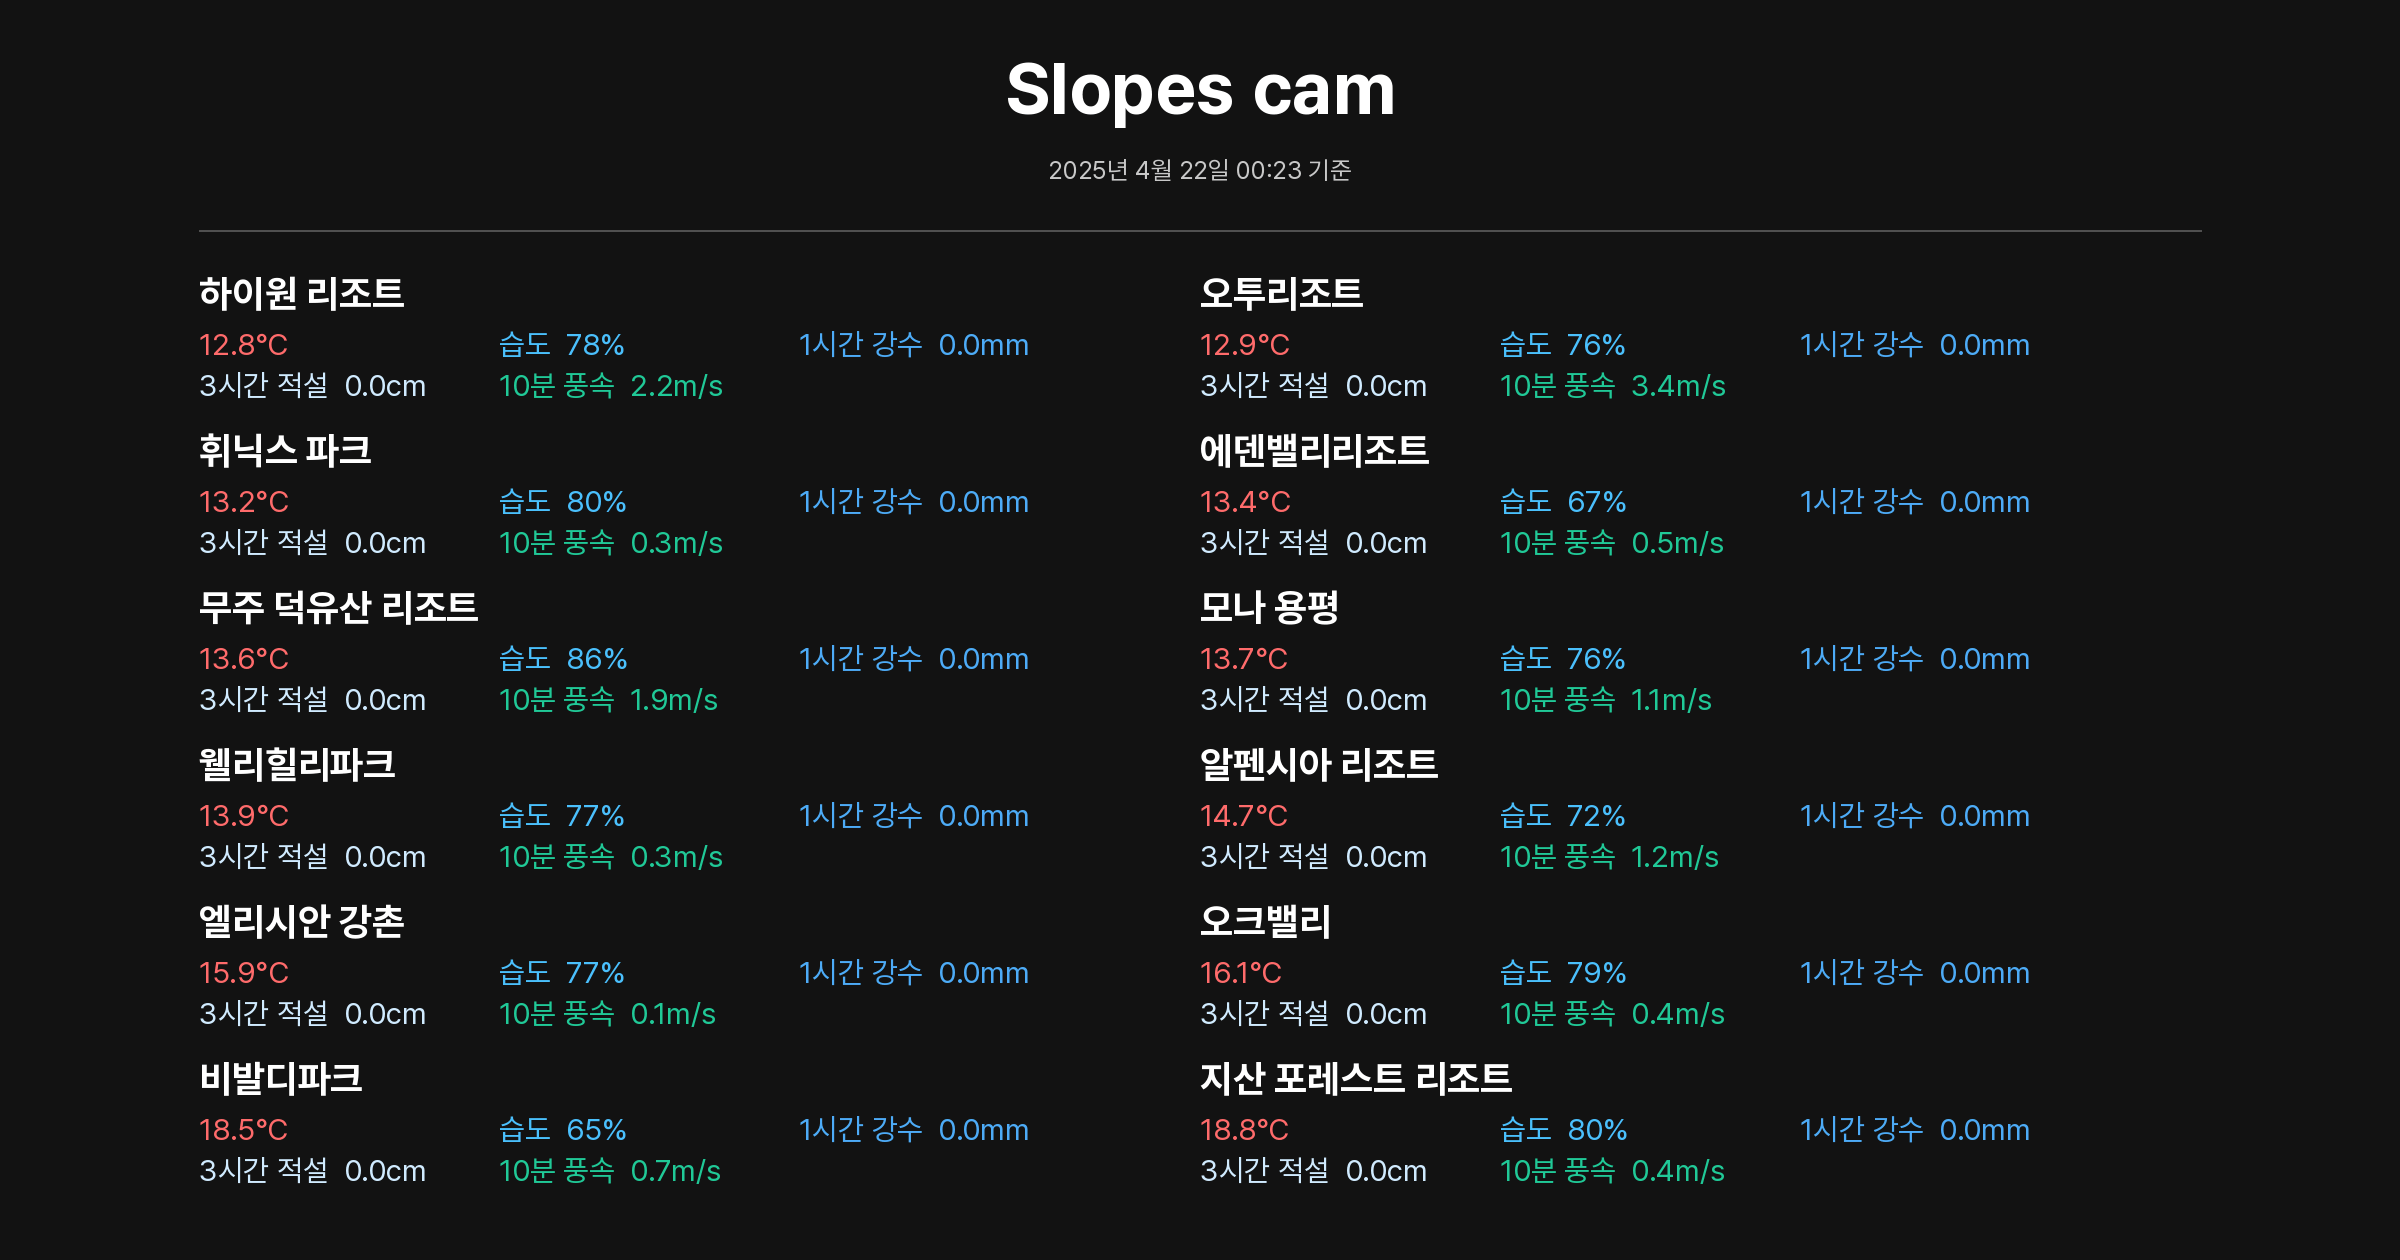 Slopes cam
2025년 4월 22일 00:23 기준
하이원 리조트
12.8°C 습도 78% 1시간 강수 0.0mm
3시간 적설 0.0cm 10분 풍속 2.2m/s
오투리조트
12.9°C 습도 76% 1시간 강수 0.0mm
3시간 적설 0.0cm 10분 풍속 3.4m/s
휘닉스 파크
13.2°C 습도 80% 1시간 강수 0.0mm
3시간 적설 0.0cm 10분 풍속 0.3m/s
에덴밸리리조트
13.4°C 습도 67% 1시간 강수 0.0mm
3시간 적설 0.0cm 10분 풍속 0.5m/s
무주 덕유산 리조트
13.6°C 습도 86% 1시간 강수 0.0mm
3시간 적설 0.0cm 10분 풍속 1.9m/s
모나 용평
13.7°C 습도 76% 1시간 강수 0.0mm
3시간 적설 0.0cm 10분 풍속 1.1m/s
웰리힐리파크
13.9°C 습도 77% 1시간 강수 0.0mm
3시간 적설 0.0cm 10분 풍속 0.3m/s
알펜시아 리조트
14.7°C 습도 72% 1시간 강수 0.0mm
3시간 적설 0.0cm 10분 풍속 1.2m/s
엘리시안 강촌
15.9°C 습도 77% 1시간 강수 0.0mm
3시간 적설 0.0cm 10분 풍속 0.1m/s
오크밸리
16.1°C 습도 79% 1시간 강수 0.0mm
3시간 적설 0.0cm 10분 풍속 0.4m/s
비발디파크
18.5°C 습도 65% 1시간 강수 0.0mm
3시간 적설 0.0cm 10분 풍속 0.7m/s
지산 포레스트 리조트
18.8°C 습도 80% 1시간 강수 0.0mm
3시간 적설 0.0cm 10분 풍속 0.4m/s